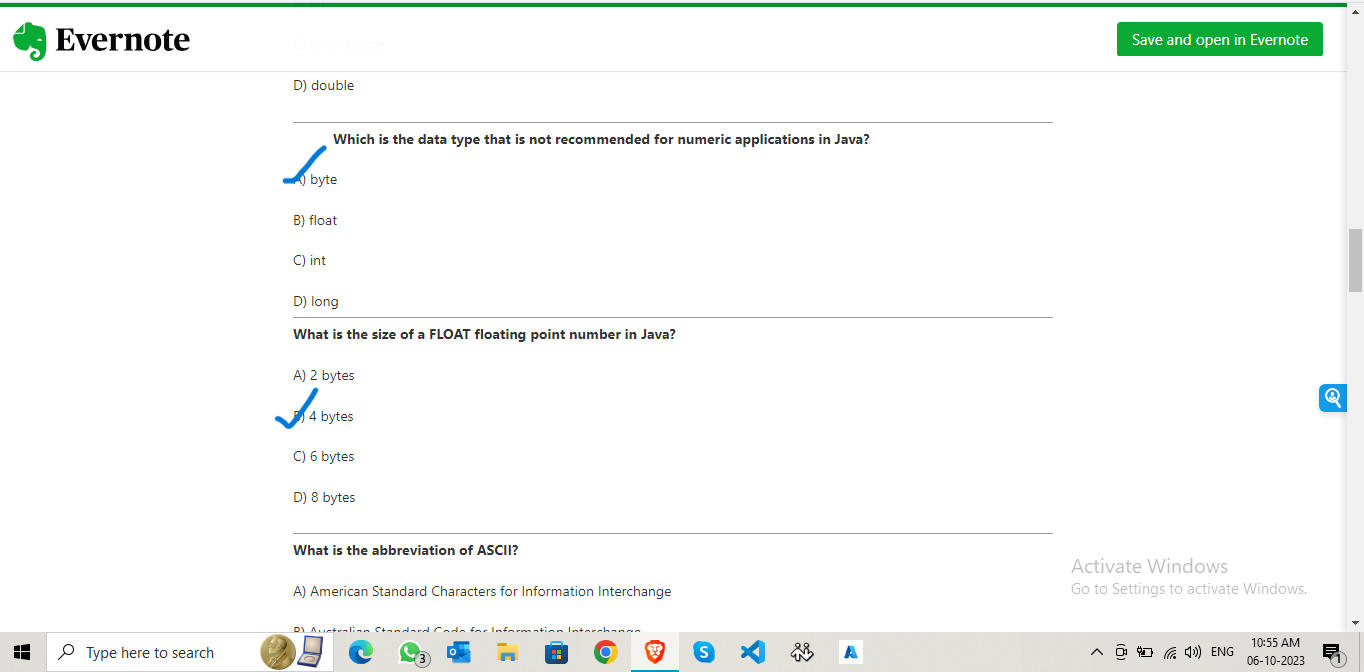 Evernote
Save and open in Evernote
D) double
Which is the data type that is not recommended for numeric applications in Java?
A) byte
B) float
C) int
D) long
What is the size of a FLOAT floating point number in Java?
A) 2 bytes
B) 4 bytes
C) 6 bytes
D) 8 bytes
What is the abbreviation of ASCII?
A) American Standard Characters for Information Interchange
B) Australian Standard Code for Information Interchange
Activate Windows
Go to Settings to activate Windows.
Type here to search
3
S
A
ENG
10:55 AM
06-10-2023
1